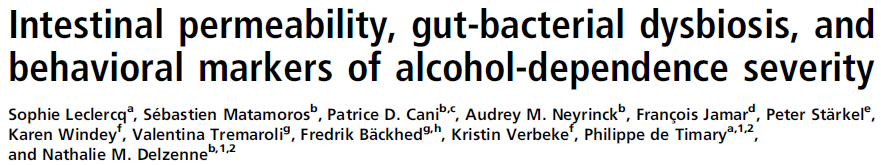 Intestinal permeability, gut-bacterial dysbiosis, and
behavioral markers of alcohol-dependence severity
Sophie Leclercqa, Sébastien Matamorosb, Patrice D. Canib,c, Audrey M. Neyrinckb, François Jamard, Peter Stärkele,
Karen Windeyf, Valentina Tremarolig, Fredrik Bäckhedg,h, Kristin Verbekef, Philippe de Timarya,1,2,
and Nathalie M. Delzenneb,1,2